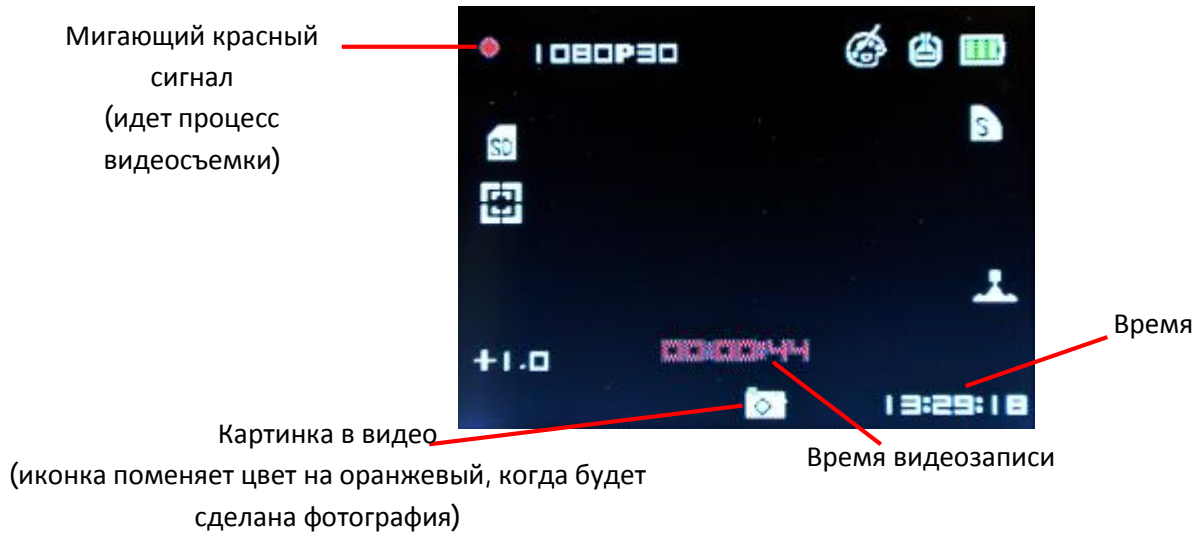 Мигающий красный
сигнал
(идет процесс
видеосъемки)
1080P30
SD
S
+1.0
00:00:44
13:29:18
Время
Картинка в видео
(иконка поменяет цвет на оранжевый, когда будет
сделана фотография)
Время видеозаписи